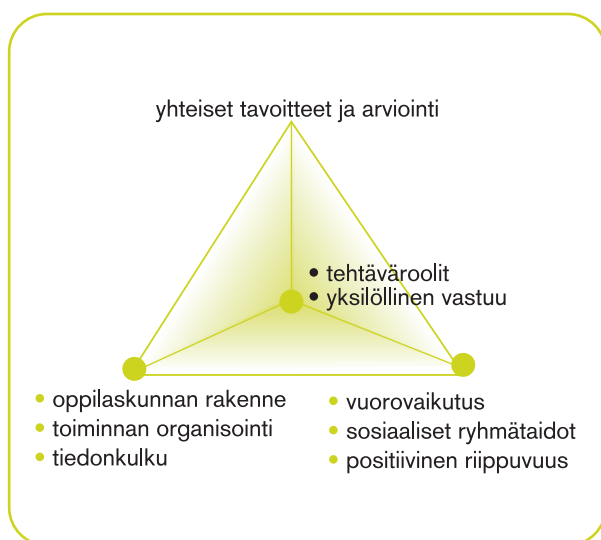 yhteiset tavoitteet ja arviointi
• tehtäväroolit
• yksilöllinen vastuu
• oppilaskunnan rakenne
• toiminnan organisointi
• tiedonkulku
• vuorovaikutus
• sosiaaliset ryhmätaidot
• positiivinen riippuvuus